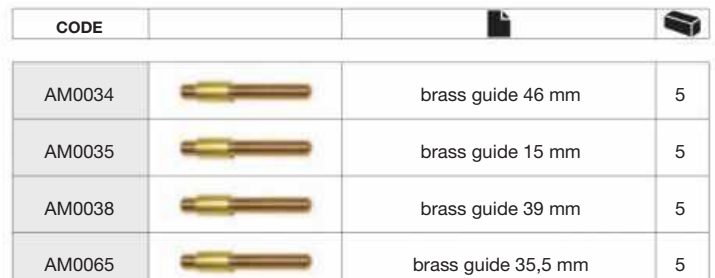 CODE
AM0034 brass guide 46 mm 5
AM0035 brass guide 15 mm 5
AM0038 brass guide 39 mm 5
AM0065 brass guide 35,5 mm 5